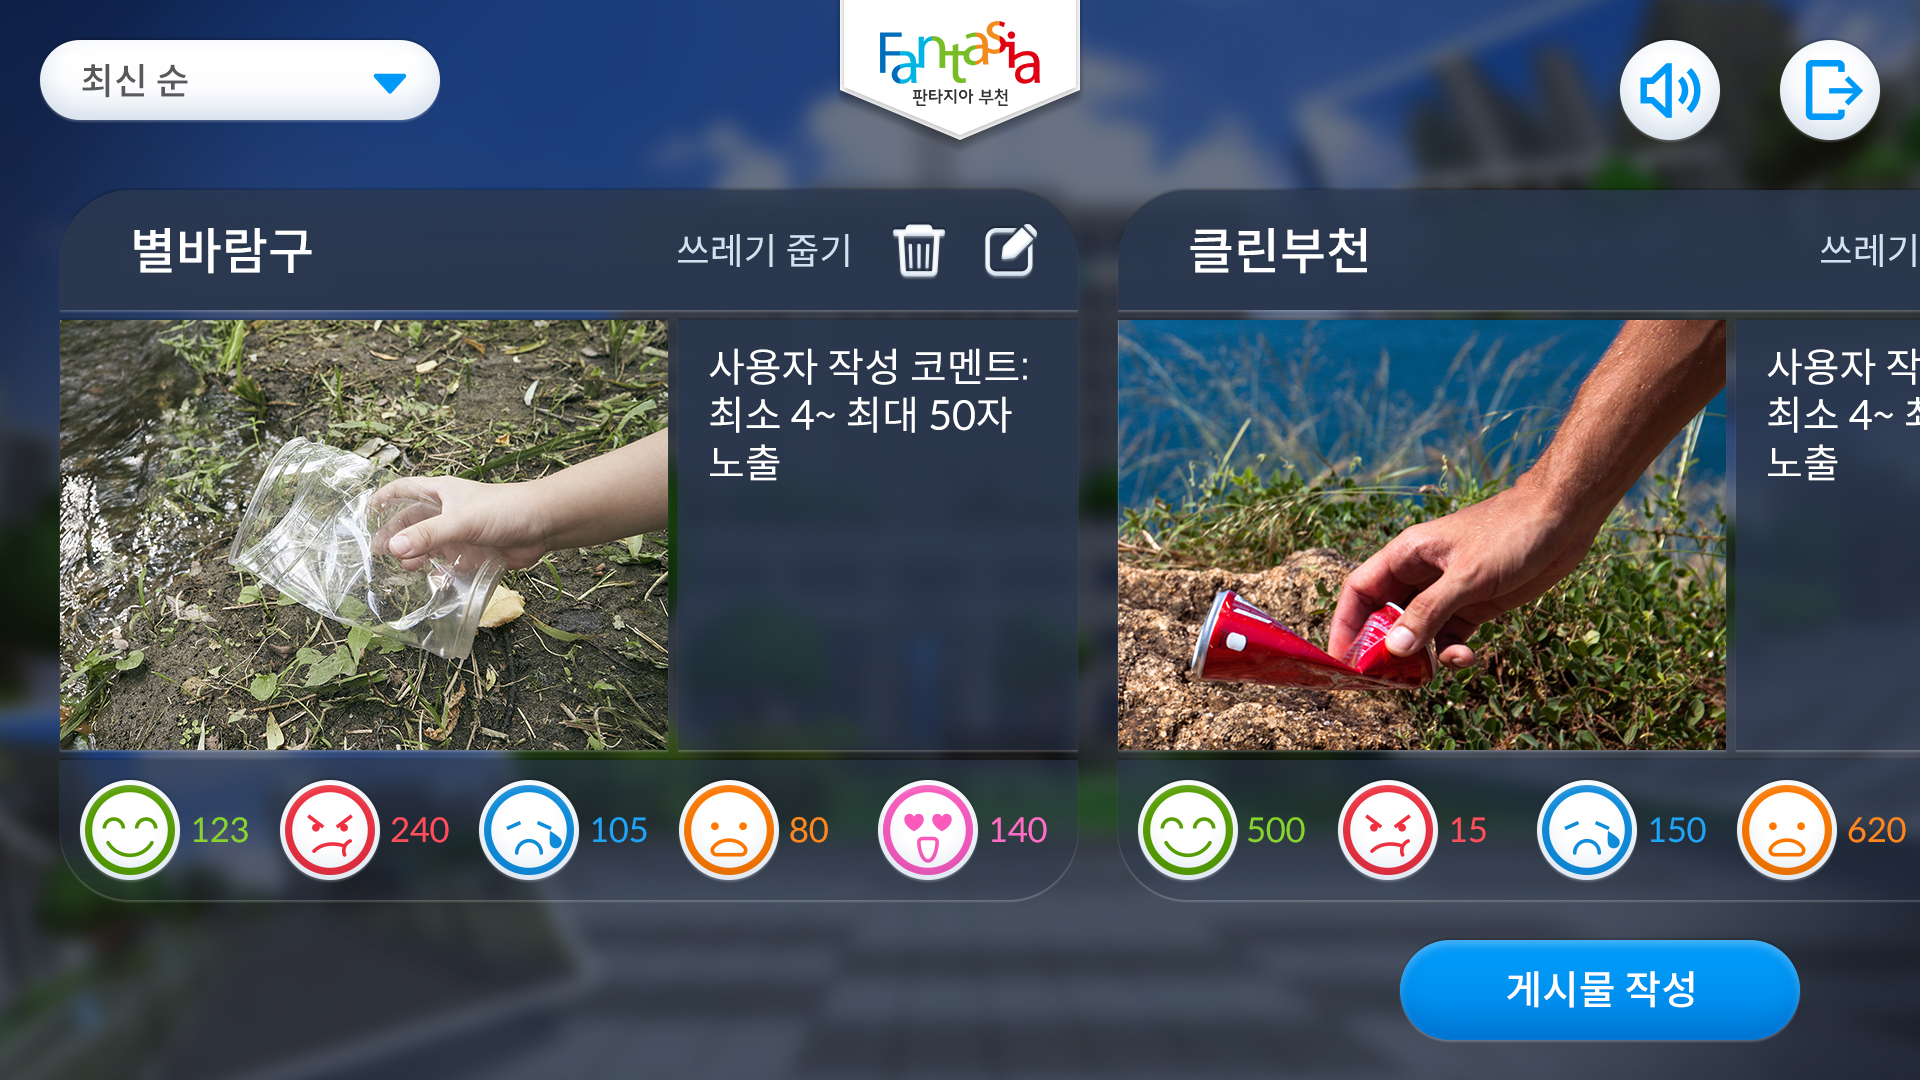 최신 순
Fantasia
판타지아 부천
별바람구
쓰레기 줍기
사용자 작성 코멘트:
최소 4~ 최대 50자
노출
123
240
105
80
140
클린부천
쓰레기
사용자 작
최소 4~
노출
500
15
150
620
게시물 작성